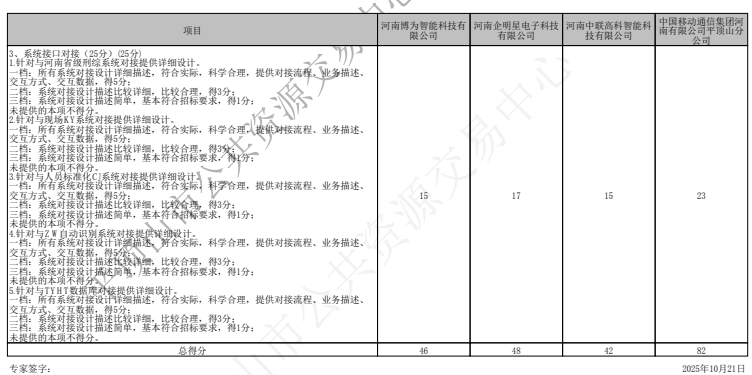 项目
河南博为智能科技有
限公司
河南企明星电子科技
有限公司
河南中联高科智能科
技有限公司
中国移动通信集团河
南有限公司平顶山分
公司
3、系统接口对接（25分）(25分)
1.针对与河南省级刑综系统对接提供详细设计。
一档：所有系统对接设计详细描述，符合实际，科学合理，提供对接流程、业务描述、
交互方式、交互数据，得5分；
二档：系统对接设计描述比较详细，比较合理，得3分；
三档：系统对接设计描述简单，基本符合招标要求，得1分；
未提供的本项不得分。
2.针对与现场KY系统对接提供详细设计。
一档：所有系统对接设计详细描述，符合实际，科学合理，提供对接流程、业务描述、
交互方式、交互数据，得5分；
二档：系统对接设计描述比较详细，比较合理，得3分；
三档：系统对接设计描述简单，基本符合招标要求，得1分；
未提供的本项不得分。
3.针对与人员标准化CJ系统对接提供详细设计。
一档：所有系统对接设计详细描述，符合实际，科学合理，提供对接流程、业务描述、
交互方式、交互数据，得5分；
二档：系统对接设计描述比较详细，比较合理，得3分；
三档：系统对接设计描述简单，基本符合招标要求，得1分；
未提供的本项不得分。
4.针对与ZW自动识别系统对接提供详细设计。
一档：所有系统对接设计详细描述，符合实际，科学合理，提供对接流程、业务描述、
交互方式、交互数据，得5分；
二档：系统对接设计描述比较详细，比较合理，得3分；
三档：系统对接设计描述简单，基本符合招标要求，得1分；
未提供的本项不得分。
5.针对与TYHT数据库对接提供详细设计。
一档：所有系统对接设计详细描述，符合实际，科学合理，提供对接流程、业务描述、
交互方式、交互数据，得5分；
二档：系统对接设计描述比较详细，比较合理，得3分；
三档：系统对接设计描述简单，基本符合招标要求，得1分；
未提供的本项不得分。
15
17
15
23
总得分
46
48
42
82
专家签字：
2025年10月21日
山市公共资源交易中心
山市公共资源交易中心